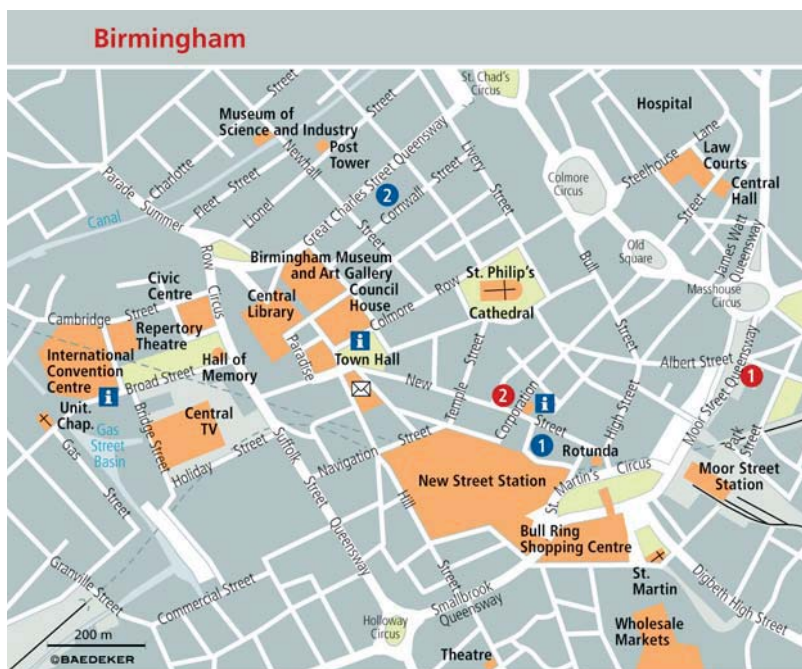 Birmingham
St. Chad's
Circus
Hospital
Museum of
Science and Industry
Post
Tower
Street
Street
Newhall
Street
Charlotte
Fleet Street
Lionel
Parade
Summer
Row
Canal
Great Charles Street Queensway
Cornwall Street
Livery
Street
Colmore
Circus
Steelhouse Lane
Law
Courts
Central
Hall
Street
James Watt
Queensway
Old
Square
Masshouse
Circus
2
Birmingham Museum
and Art Gallery
Council
House
Colmore Row
St. Philip's
Cathedral
Bull
Street
Civic
Centre
Circus
Central
Library
Cambridge Street
Repertory
Theatre
International
Convention
Centre
Hall of
Memory
Paradise
i
Town Hall
Albert Street
Moor Street Queensway
1
Broad Street
i
Unit.
Chap.
Gas
Street
Basin
Gas
Street
Bridge Street
Central
TV
Holiday Street
New
Street
Temple Street
2
Corporation
i
1
High Street
Rotunda
Park
Street
Moor Street
Station
Suffolk
Street
Queensway
Navigation Street
Hill
Street
New Street Station
St. Martin's Circus
Bull Ring
Shopping Centre
St.
Martin
Digbeth High Street
Granville Street
Commercial Street
Smallbrook
Queensway
Holloway
Circus
Wholesale
Markets
Theatre
200 m
©BAEDEKER